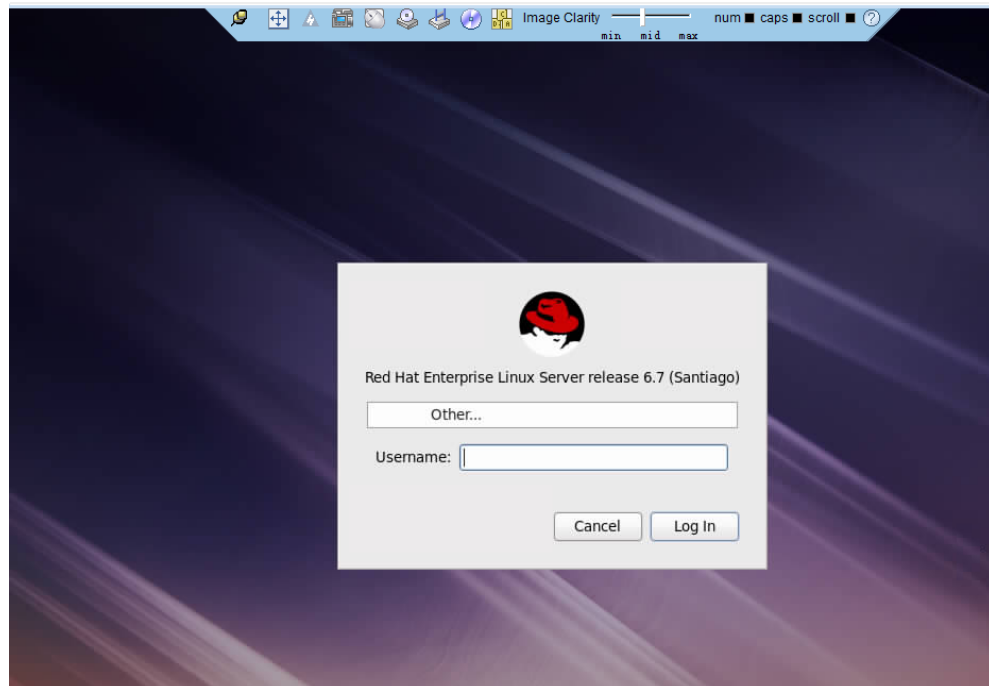 Image Clarity num caps scroll ?
min mid max
Red Hat Enterprise Linux Server release 6.7 (Santiago)
Other...
Username:
Cancel Log In